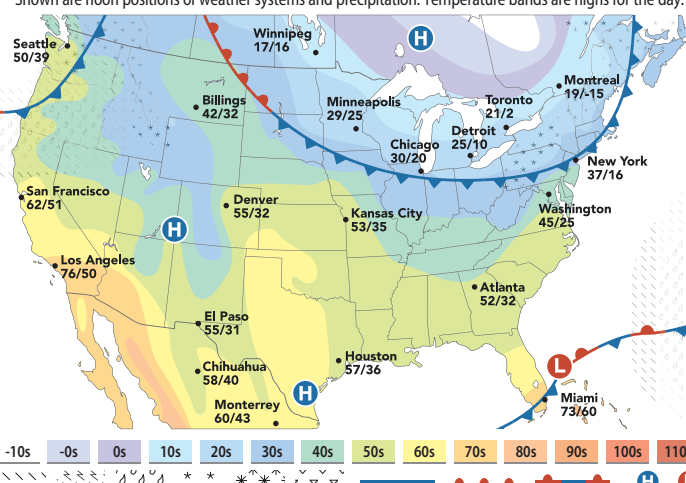 Shown are noon positions of weather systems and precipitation. Temperature bands are highs for the day.
Winnipeg
17/16
H
Seattle
50/39
Montreal
19/-15
Billings
42/32
Minneapolis
29/25
Toronto
21/2
Detroit
25/10
Chicago
30/20
New York
37/16
San Francisco
62/51
Denver
55/32
Kansas City
53/35
Washington
45/25
H
Los Angeles
76/50
Atlanta
52/32
El Paso
55/31
Houston
57/36
Chihuahua
58/40
L
H
Miami
73/60
Monterrey
60/43
-10s -0s 0s 10s 20s 30s 40s 50s 60s 70s 80s 90s 100s 110
H